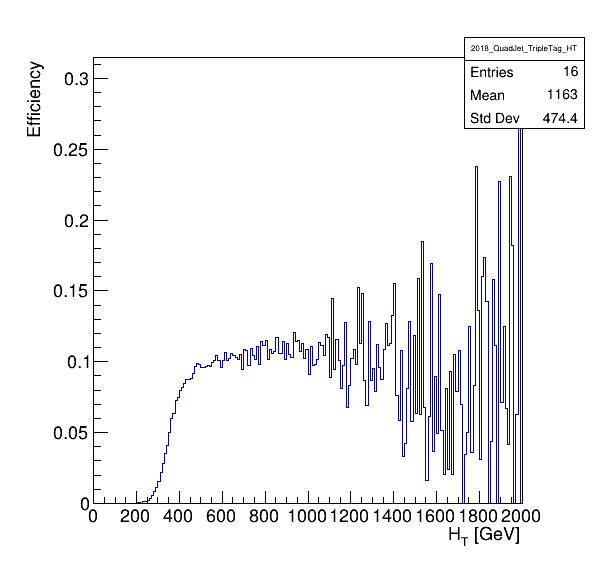 2018_QuadJet_TripleTag_HT
Entries 16
Mean 1163
Std Dev 474.4
Efficiency
0.3
0.25
0.2
0.15
0.1
0.05
0
0 200 400 600 800 1000 1200 1400 1600 1800 2000
H_T [GeV]